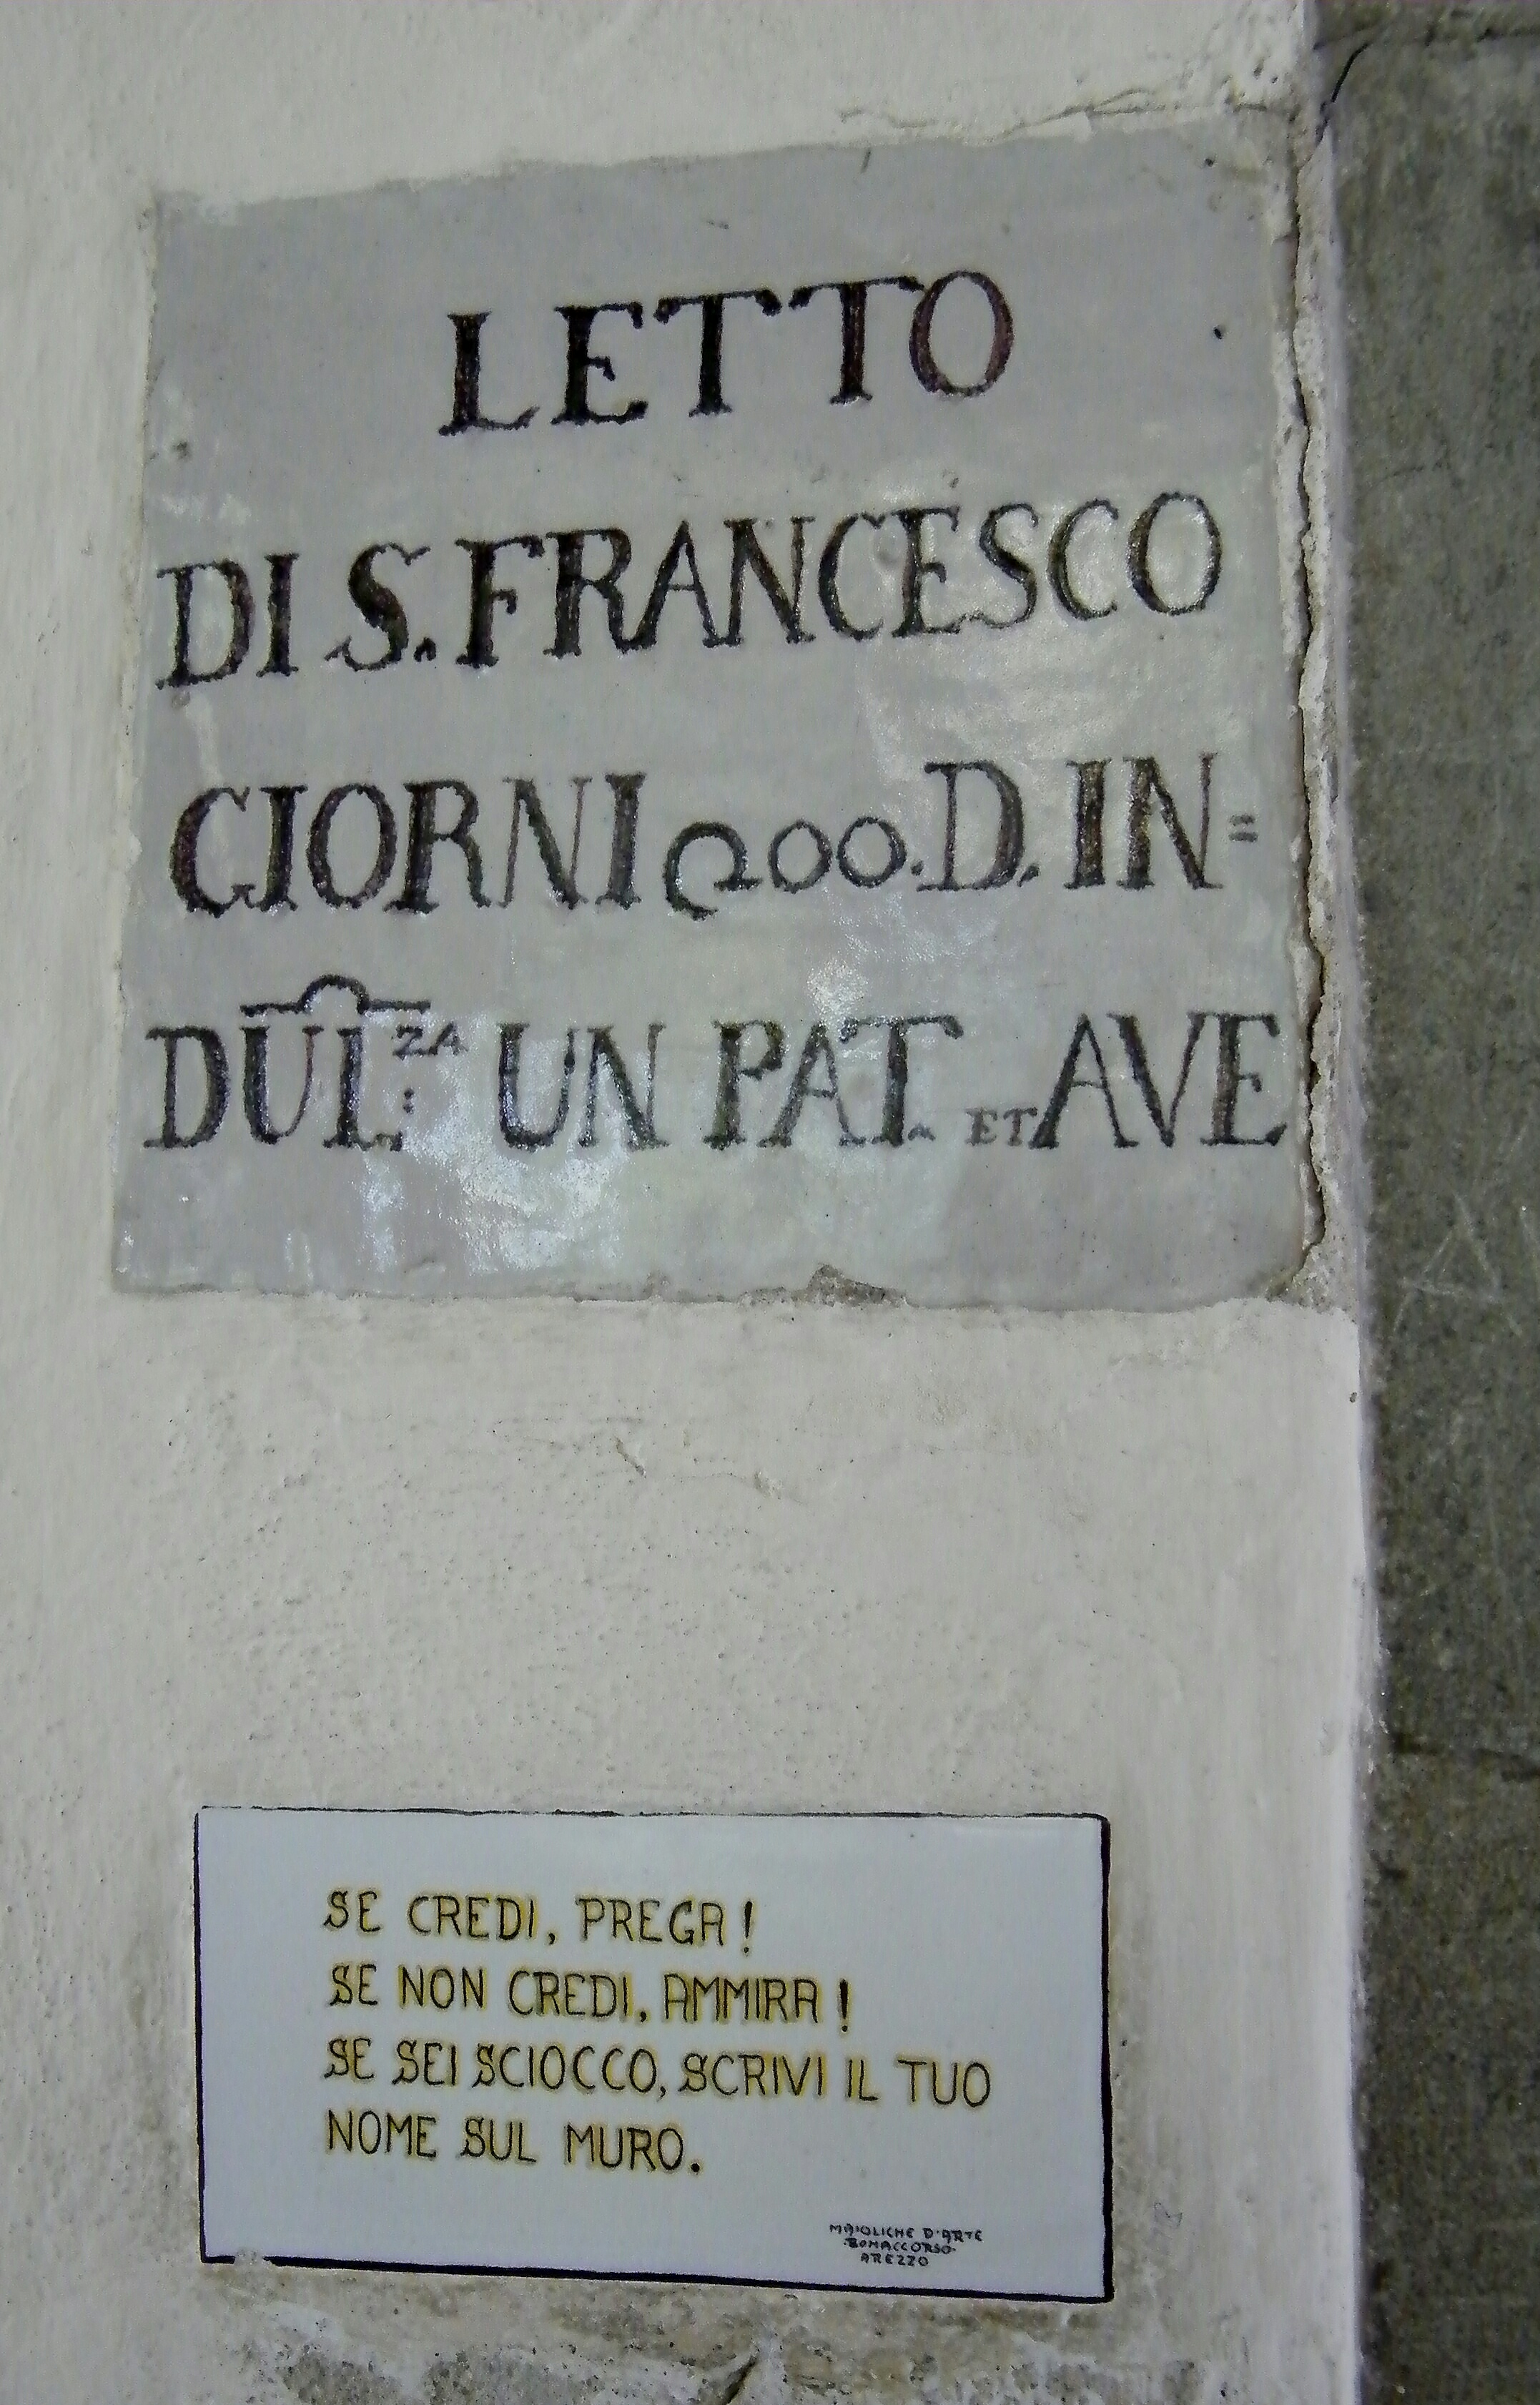 LETTO
DI S. FRANCESCO
GIORNI 200. D. IN=
DUL.ZA UN PAT. ET AVE
SE CREDI, PREGA!
SE NON CREDI, AMMIRA!
SE SEI SCIOCCO, SCRIVI IL TUO
NOME SUL MURO.
MAIOLICHE D'ARTE
BONACCORSO
AREZZO